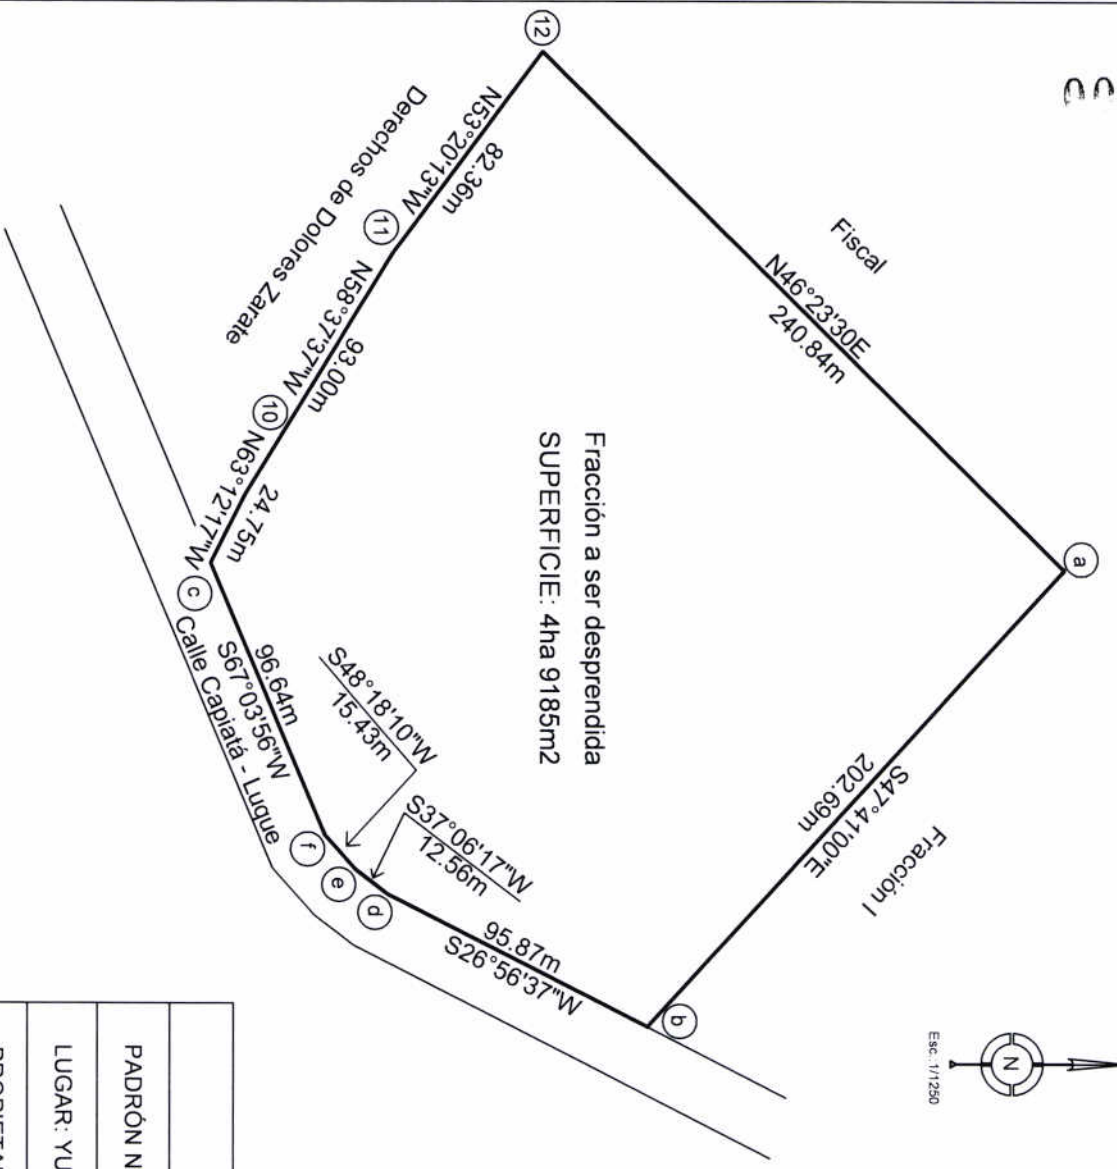 12
Fiscal
N46°23'30E
240.84m
a
N53°20'13"W
82.36m
Derechos de Dolores Zarate
11
N58°37'37"W
93.00m
10
N63°12'17"W
24.75m
c
Fracción a ser desprendida
SUPERFICIE: 4ha 9185m2
S47°41'00"E
202.69m
Fracción I
b
96.64m
S67°03'56"W
Calle Capiatá - Luque
S48°18'10"W
15.43m
S37°06'17"W
12.56m
f
e
d
95.87m
S26°56'37"W
N
Esc.:1/1250
PADRÓN N
LUGAR: YU